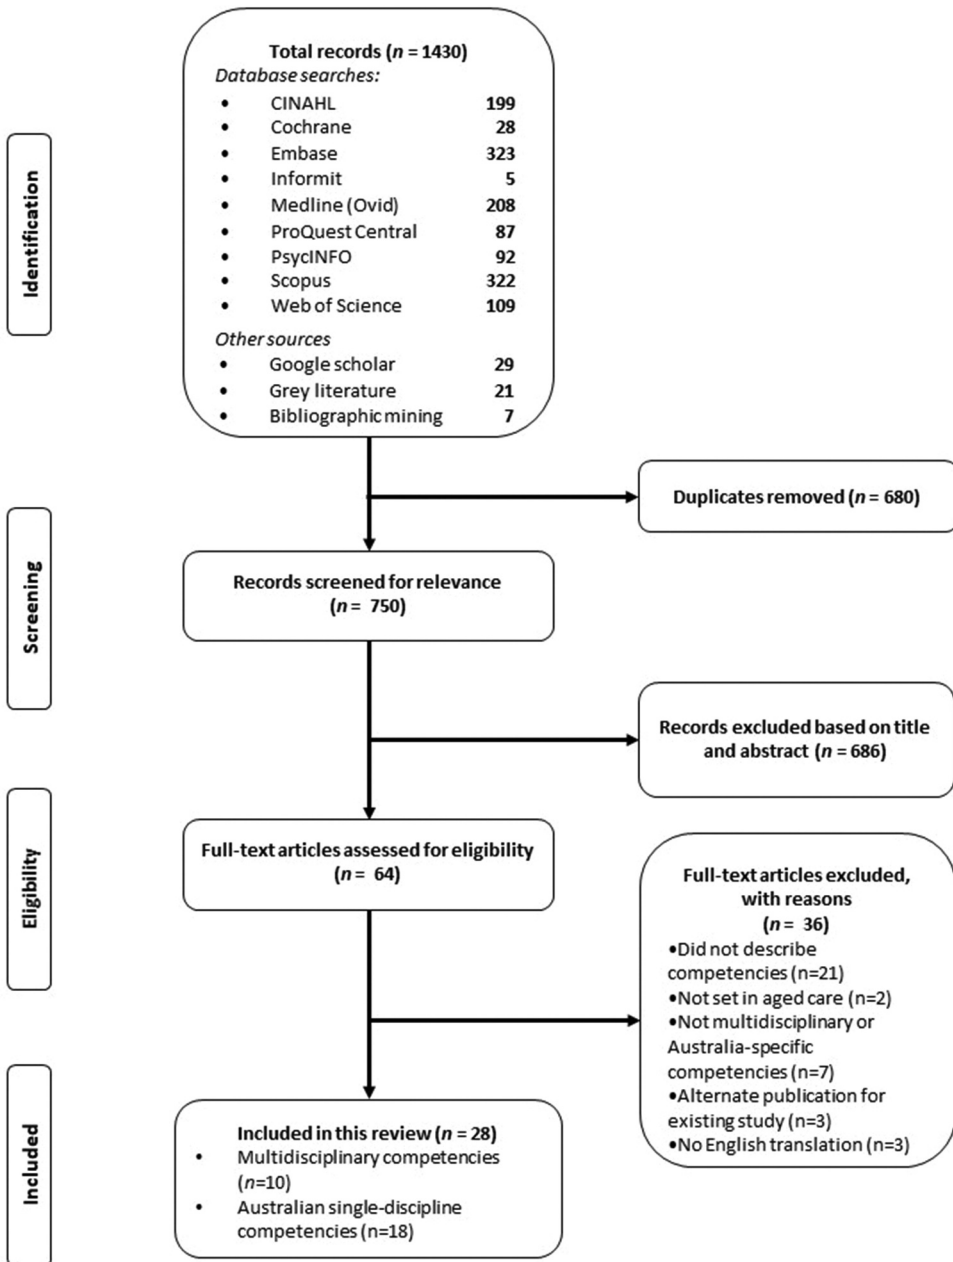 Identification
Total records (n = 1430)
Database searches:
• CINAHL 199
• Cochrane 28
• Embase 323
• Informit 5
• Medline (Ovid) 208
• ProQuest Central 87
• PsycINFO 92
• Scopus 322
• Web of Science 109
Other sources
• Google scholar 29
• Grey literature 21
• Bibliographic mining 7
Duplicates removed (n = 680)
Screening
Records screened for relevance
(n = 750)
Records excluded based on title
and abstract (n = 686)
Eligibility
Full-text articles assessed for eligibility
(n = 64)
Full-text articles excluded,
with reasons
(n = 36)
•Did not describe
competencies (n=21)
•Not set in aged care (n=2)
•Not multidisciplinary or
Australia-specific
competencies (n=7)
•Alternate publication for
existing study (n=3)
•No English translation (n=3)
Included
Included in this review (n = 28)
• Multidisciplinary competencies
(n=10)
• Australian single-discipline
competencies (n=18)